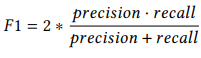 F1 = 2 * (precision · recall) / (precision + recall)